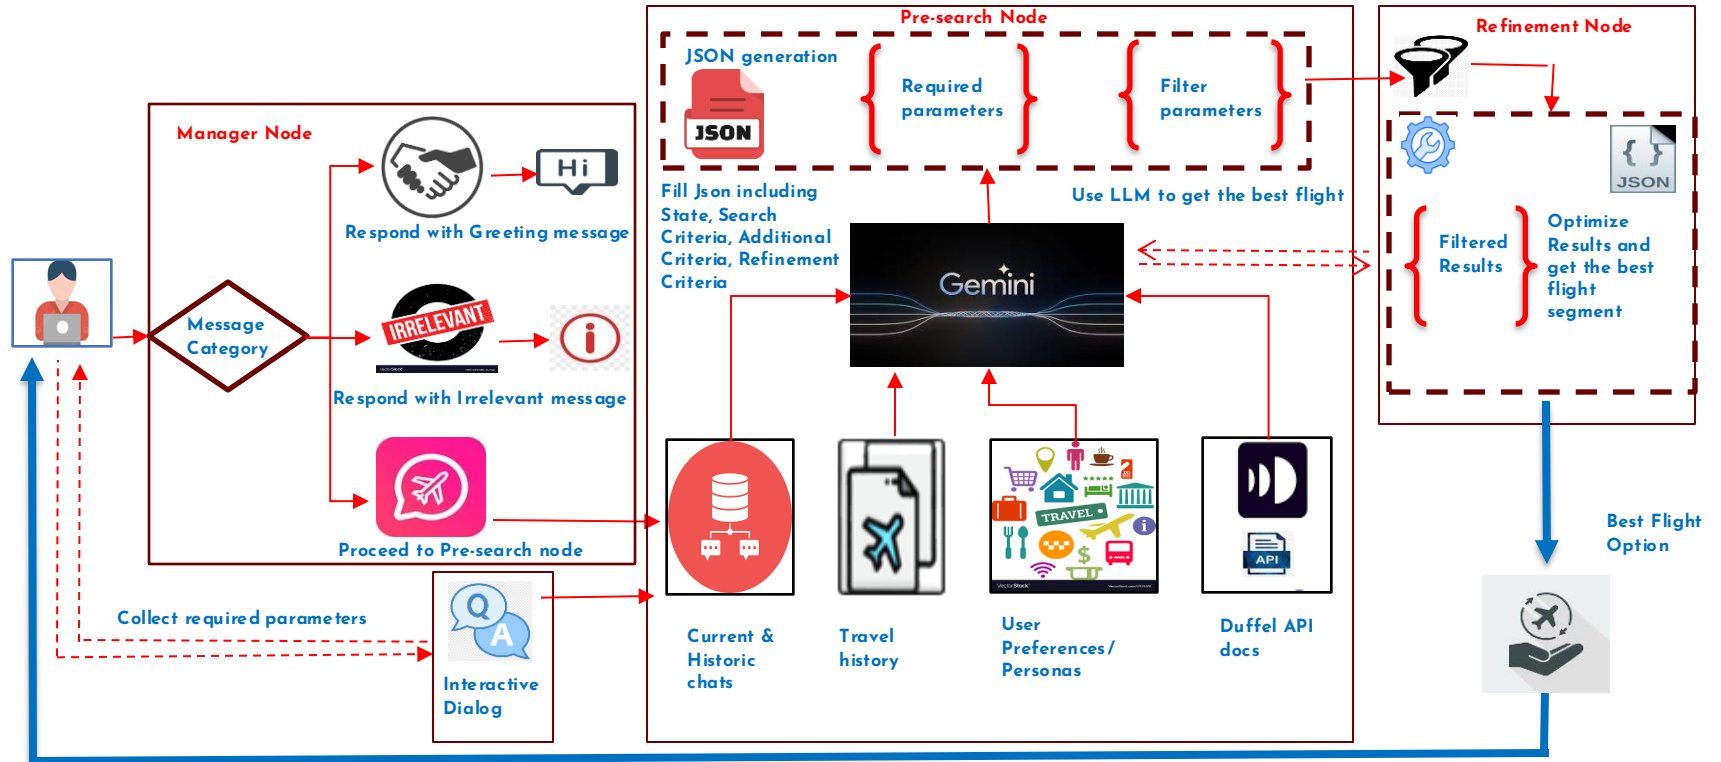 Pre-search Node
Refinement Node
JSON generation
Required
parameters
Filter
parameters
JSON
Manager Node
Hi
Respond with Greeting message
Fill Json including
State, Search
Criteria, Additional
Criteria, Refinement
Criteria
Use LLM to get the best flight
{ }
JSON
Filtered
Results
Optimize
Results and
get the best
flight
segment
Gemini
Message
Category
IRRELEVANT
i
VectorStock
Respond with Irrelevant message
Proceed to Pre-search node
TRAVEL
i
$
VectorStock
API
Best Flight
Option
Collect required parameters
Q
A
Interactive
Dialog
Current &
Historic
chats
Travel
history
User
Preferences/
Personas
Duffel API
docs